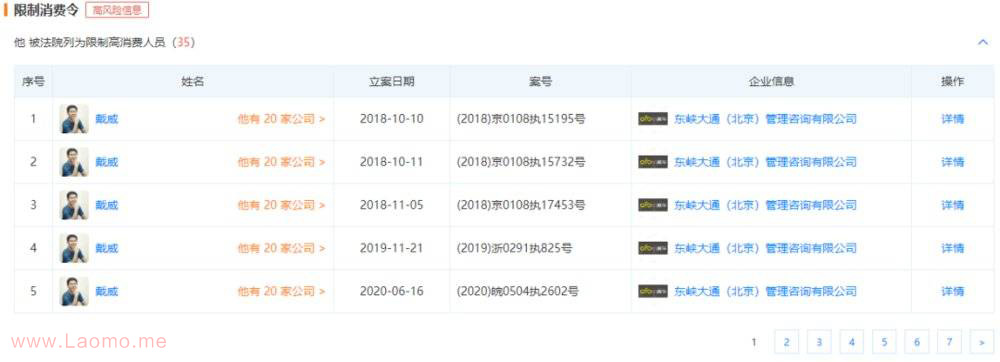 限制消费令 高风险信息
他 被法院列为限制高消费人员（35）
序号 姓名 立案日期 案号 企业信息 操作
1 戴威 他有 20 家公司 > 2018-10-10 (2018)京0108执15195号 ofo 东峡大通（北京）管理咨询有限公司 详情
2 戴威 他有 20 家公司 > 2018-10-11 (2018)京0108执15732号 ofo 东峡大通（北京）管理咨询有限公司 详情
3 戴威 他有 20 家公司 > 2018-11-05 (2018)京0108执17453号 ofo 东峡大通（北京）管理咨询有限公司 详情
4 戴威 他有 20 家公司 > 2019-11-21 (2019)浙0291执825号 ofo 东峡大通（北京）管理咨询有限公司 详情
5 戴威 他有 20 家公司 > 2020-06-16 (2020)皖0504执2602号 ofo 东峡大通（北京）管理咨询有限公司 详情
www.Laomo.me
1 2 3 4 5 6 7 >